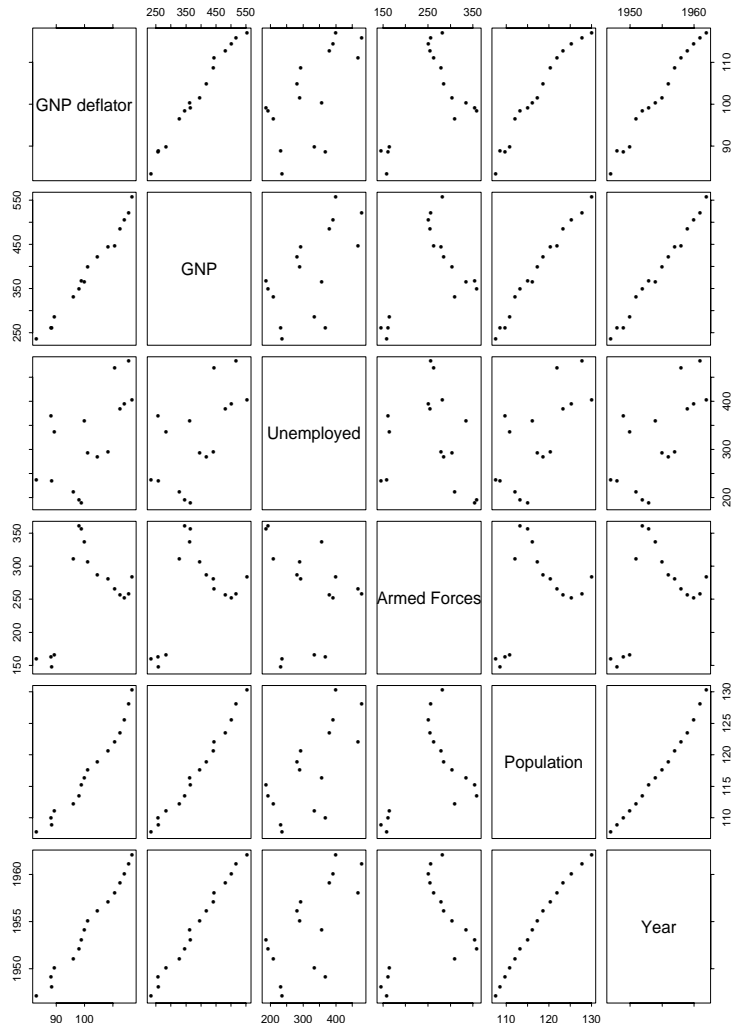 250 350 450 550
150 250 350
1950 1960
GNP deflator
90 100 110
250 350 450 550
GNP
Unemployed
200 300 400
150 200 250 300 350
Armed Forces
Population
110 115 120 125 130
1950 1955 1960
Year
90 100
200 300 400
110 120 130